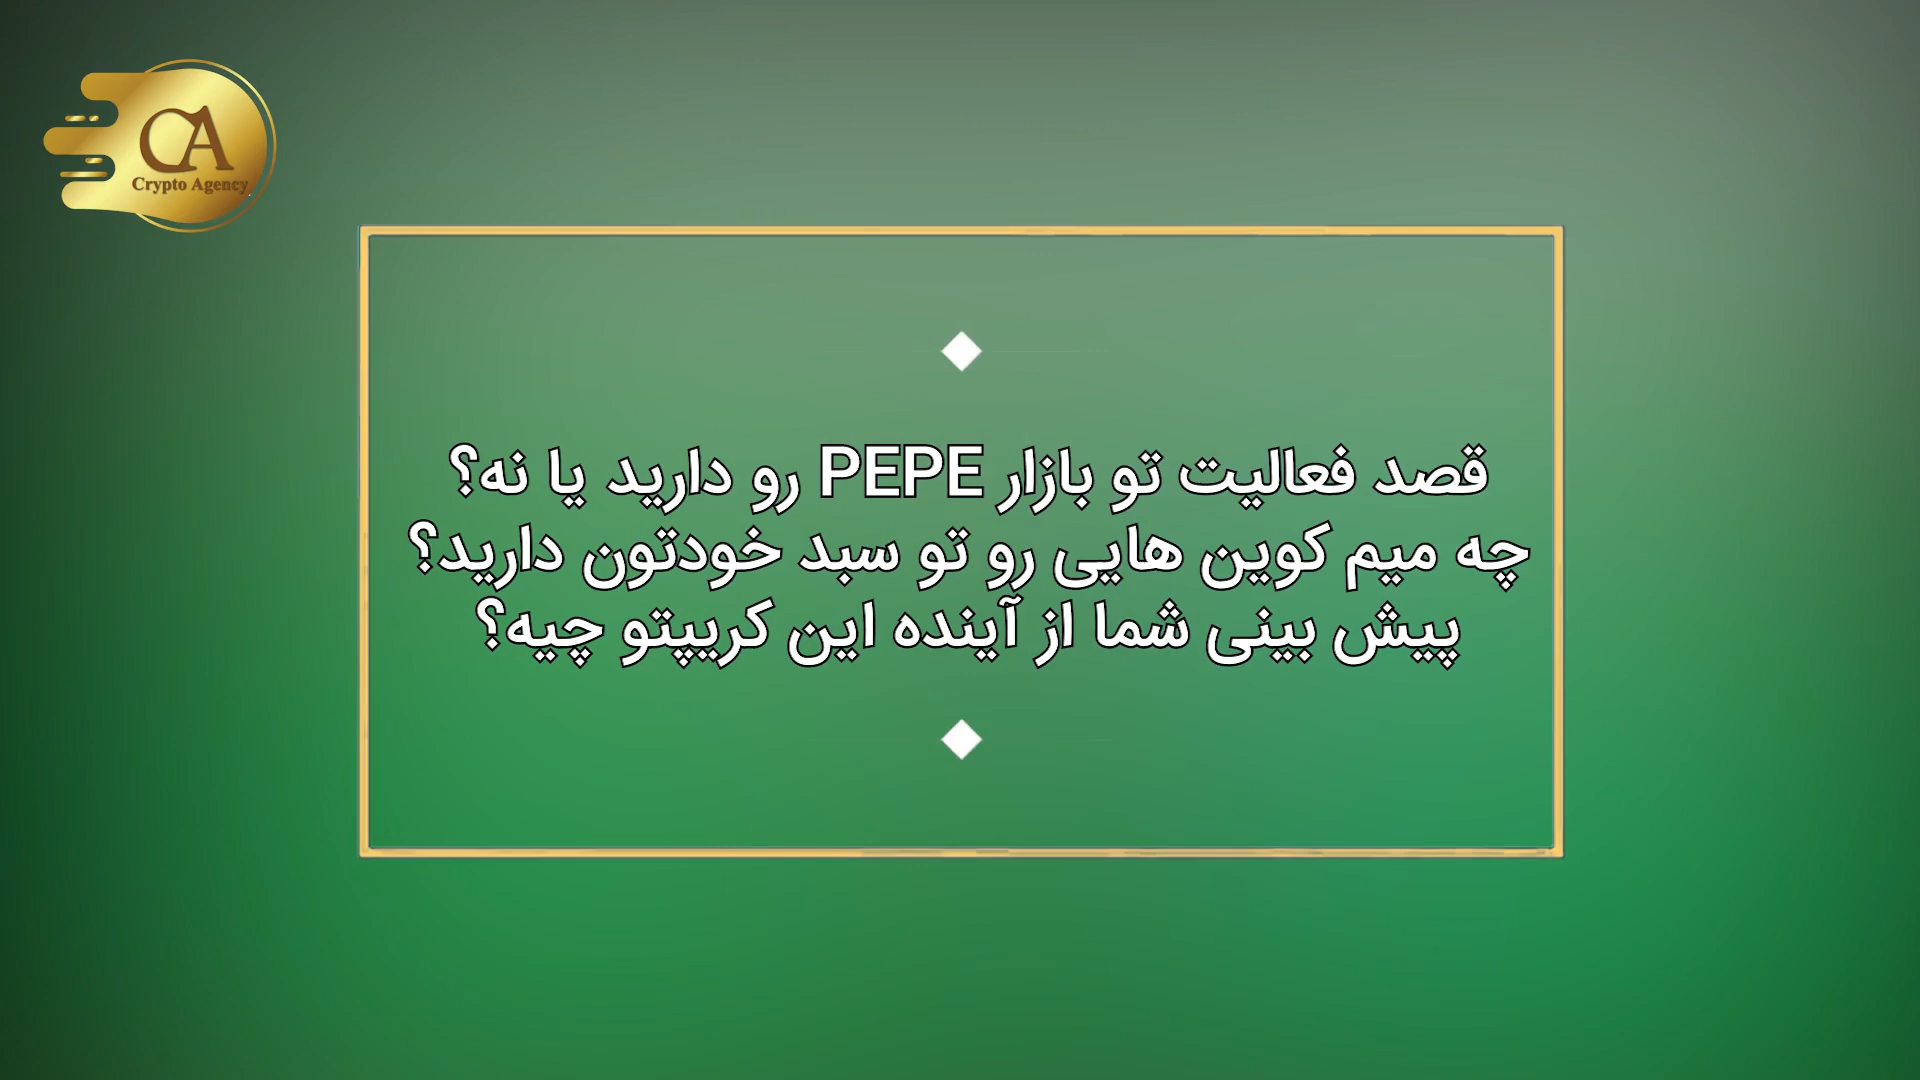 CA
Crypto Agency
قصد فعالیت تو بازار PEPE رو دارید یا نه؟
چه میم کوین هایی رو تو سبد خودتون دارید؟
پیش بینی شما از آینده این کریپتو چیه؟